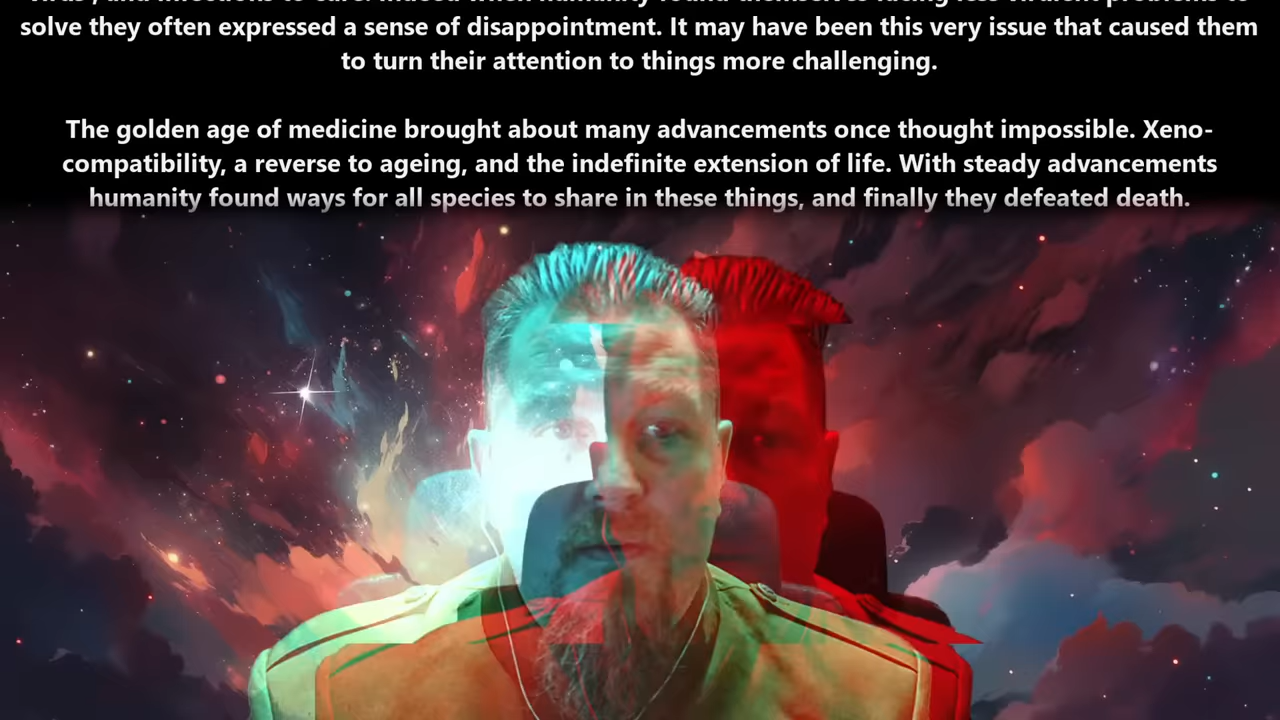 solve they often expressed a sense of disappointment. It may have been this very issue that caused them
to turn their attention to things more challenging.
The golden age of medicine brought about many advancements once thought impossible. Xeno-
compatibility, a reverse to ageing, and the indefinite extension of life. With steady advancements
humanity found ways for all species to share in these things, and finally they defeated death.